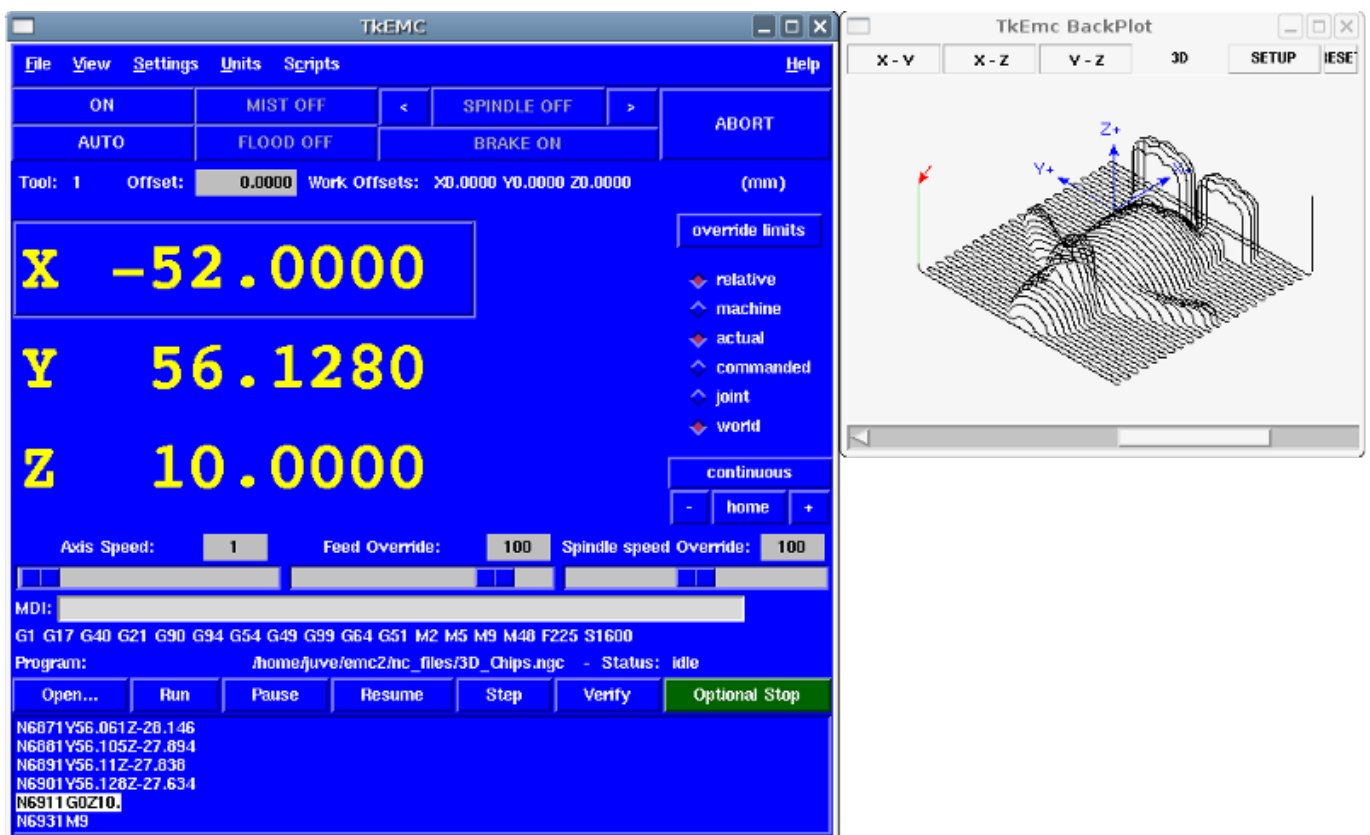 TkEMC
File View Settings Units Scripts Help
ON MIST OFF < SPINDLE OFF > ABORT
AUTO FLOOD OFF BRAKE ON
Tool: 1 Offset: 0.0000 Work Offsets: X0.0000 Y0.0000 Z0.0000 (mm)
override limits
X -52.0000
relative
machine
actual
Y 56.1280
commanded
joint
world
Z 10.0000
continuous
- home +
Axis Speed: 1 Feed Override: 100 Spindle speed Override: 100
MDI:
G1 G17 G40 G21 G90 G94 G54 G49 G99 G64 G51 M2 M5 M9 M48 F225 S1600
Program: /home/juve/emc2/nc_files/3D_Chips.ngc - Status: idle
Open... Run Pause Resume Step Verify Optional Stop
N6871Y56.061Z-28.146
N6881Y56.105Z-27.894
N6891Y56.11Z-27.838
N6901Y56.128Z-27.634
N6911G0Z10.
N6931M9
TkEmc BackPlot
X - Y X - Z Y - Z 3D SETUP RESET
Z+
Y+ X+